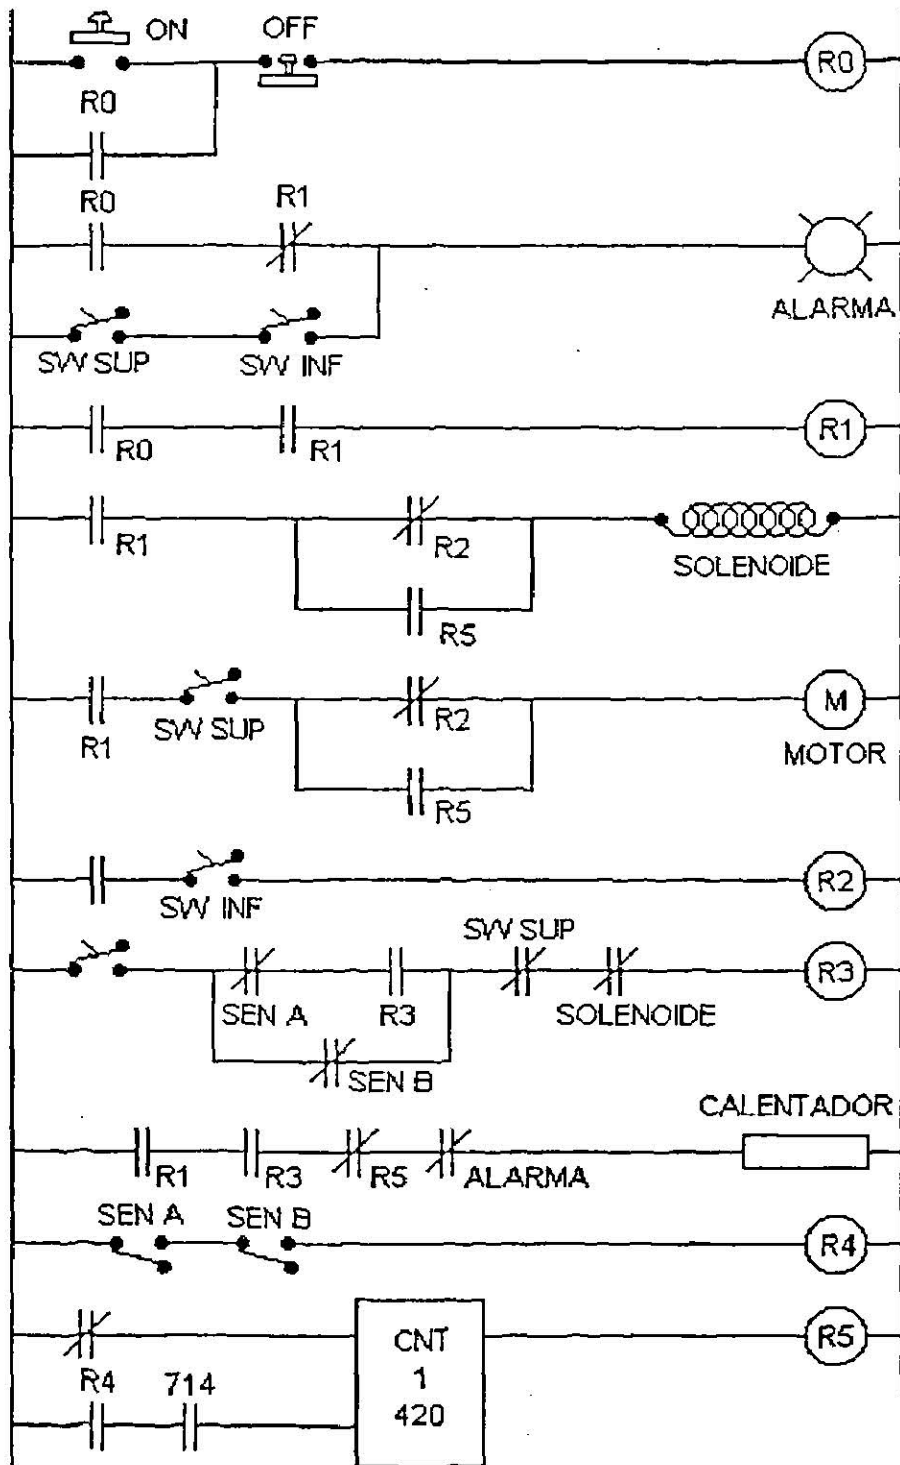 ON OFF
R0
R0
R0 R1
ALARMA
SW SUP SW INF
R1
R0 R1
R1 R2
SOLENOIDE
R5
M
R1 SW SUP R2
MOTOR
R5
R2
SW INF
SW SUP
R3
SEN A R3 SOLENOIDE
SEN B
CALENTADOR
R1 R3 R5 ALARMA
SEN A SEN B
R4
CNT
R5
R4 714
1
420